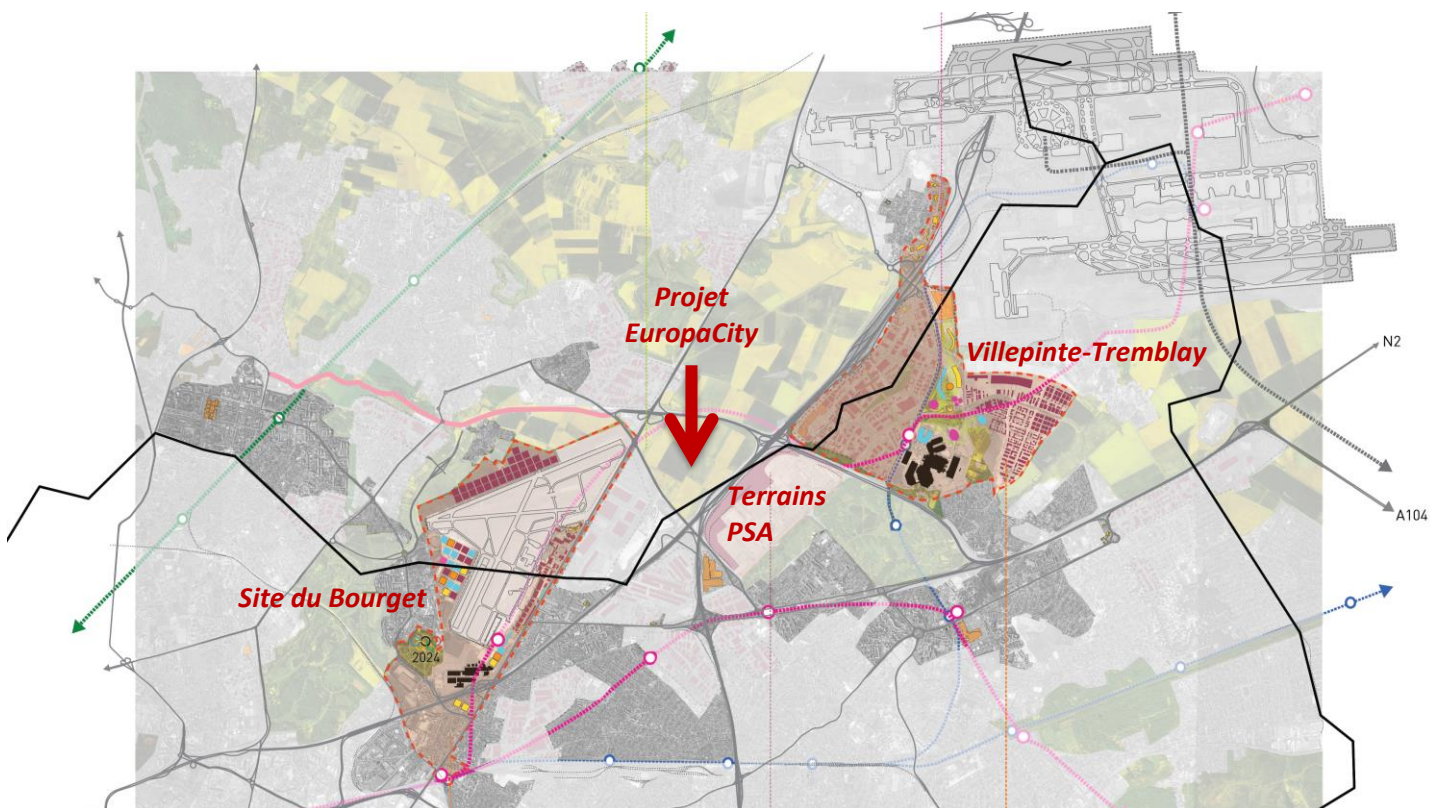 Projet
EuropaCity
Villepinte-Tremblay
N2
Terrains
PSA
A104
Site du Bourget
2024